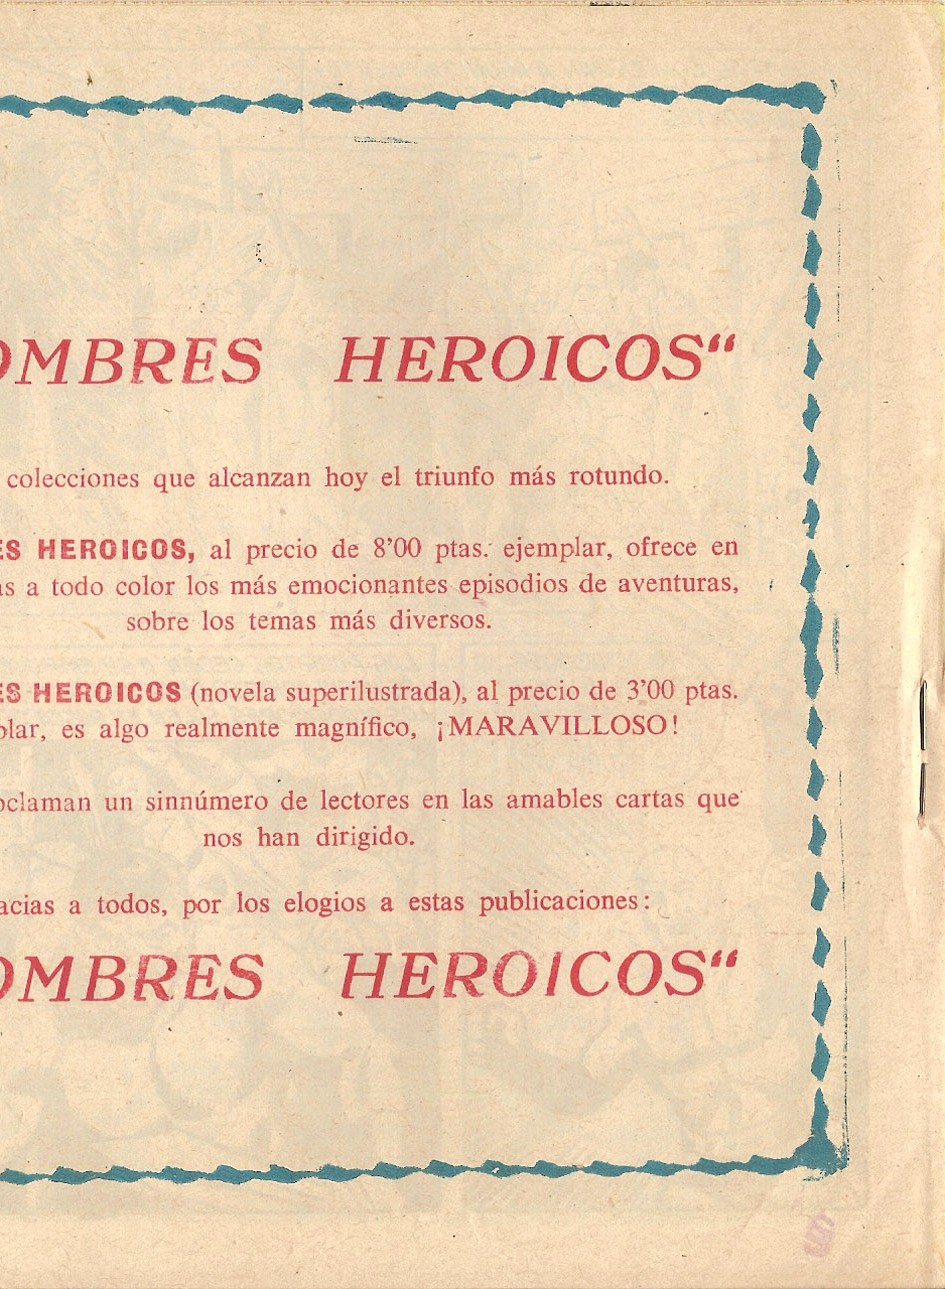 OMBRES HEROICOS“
colecciones que alcanzan hoy el triunfo más rotundo.
ES HEROICOS, al precio de 8’00 ptas. ejemplar, ofrece en
as a todo color los más emocionantes episodios de aventuras,
sobre los temas más diversos.
ES HEROICOS (novela superilustrada), al precio de 3’00 ptas.
plar, es algo realmente magnífico, ¡MARAVILLOSO!
oclaman un sinnúmero de lectores en las amables cartas que
nos han dirigido.
acias a todos, por los elogios a estas publicaciones:
OMBRES HEROICOS“